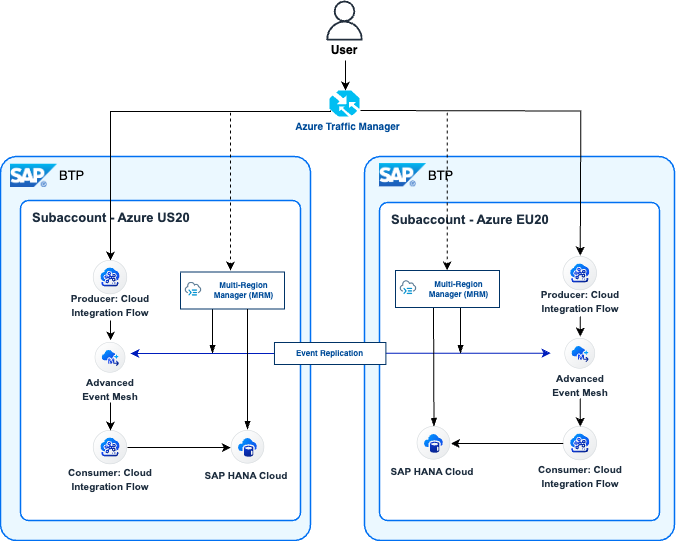 User
Azure Traffic Manager
SAP BTP
Subaccount - Azure US20
Producer: Cloud
Integration Flow
Multi-Region
Manager (MRM)
Advanced
Event Mesh
Consumer: Cloud
Integration Flow
SAP HANA Cloud
Event Replication
SAP BTP
Subaccount - Azure EU20
Multi-Region
Manager (MRM)
Producer: Cloud
Integration Flow
Advanced
Event Mesh
SAP HANA Cloud
Consumer: Cloud
Integration Flow